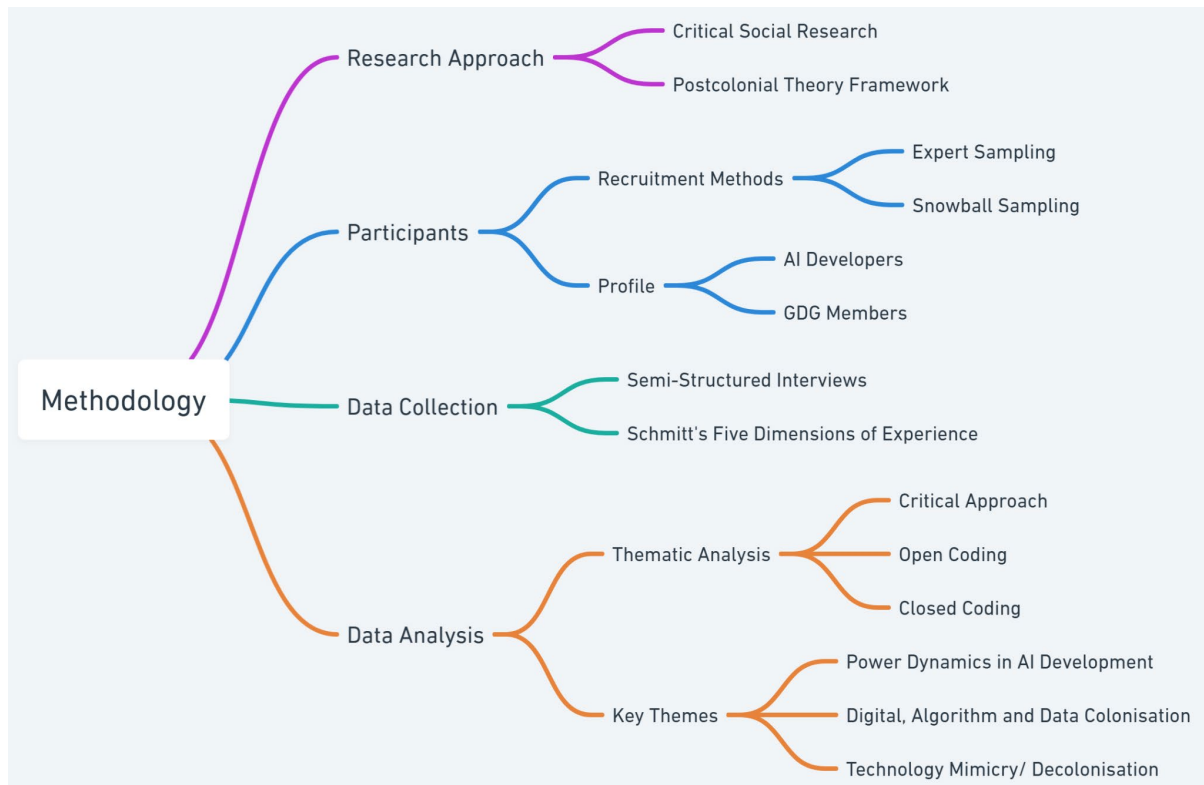 Methodology
Research Approach
Critical Social Research
Postcolonial Theory Framework
Participants
Recruitment Methods
Expert Sampling
Snowball Sampling
Profile
AI Developers
GDG Members
Data Collection
Semi-Structured Interviews
Schmitt's Five Dimensions of Experience
Data Analysis
Thematic Analysis
Critical Approach
Open Coding
Closed Coding
Key Themes
Power Dynamics in AI Development
Digital, Algorithm and Data Colonisation
Technology Mimicry/ Decolonisation